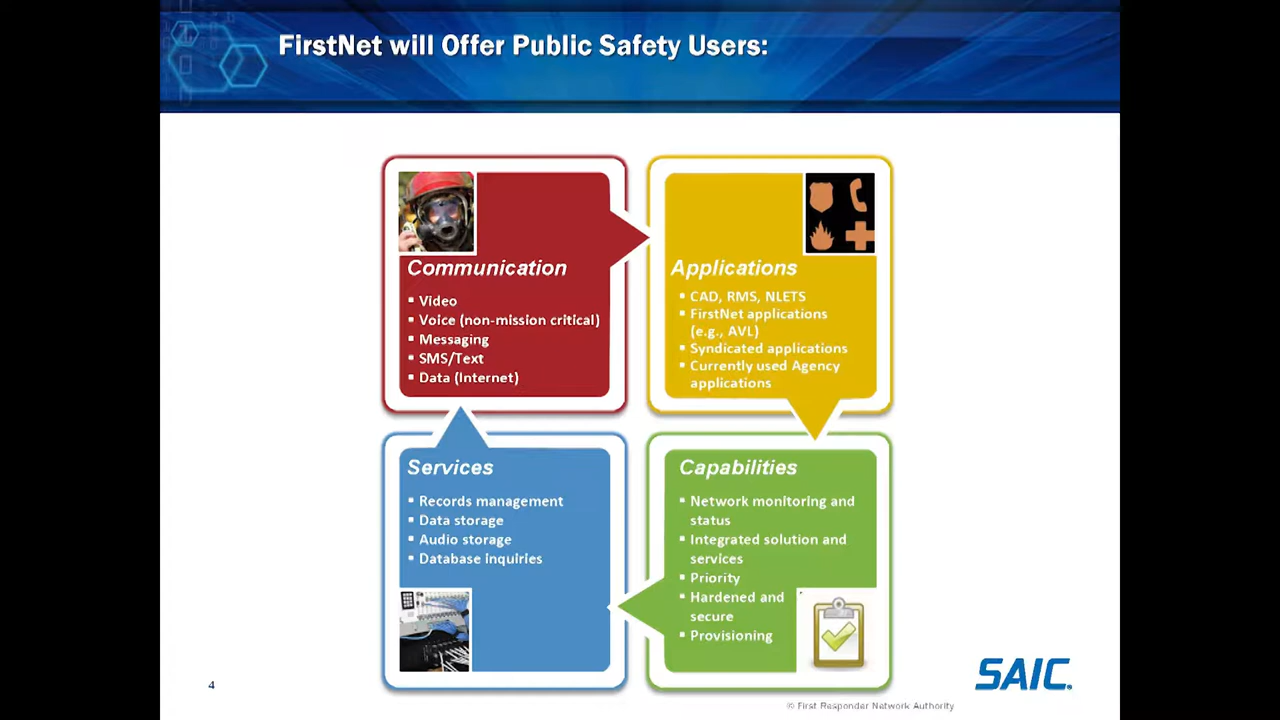 FirstNet will Offer Public Safety Users:
Communication
▪ Video
▪ Voice (non-mission critical)
▪ Messaging
▪ SMS/Text
▪ Data (Internet)
Applications
▪ CAD, RMS, NLETS
▪ FirstNet applications
(e.g., AVL)
▪ Syndicated applications
▪ Currently used Agency
applications
Services
▪ Records management
▪ Data storage
▪ Audio storage
▪ Database inquiries
Capabilities
▪ Network monitoring and
status
▪ Integrated solution and
services
▪ Priority
▪ Hardened and
secure
▪ Provisioning
4
SAIC.
© First Responder Network Authority